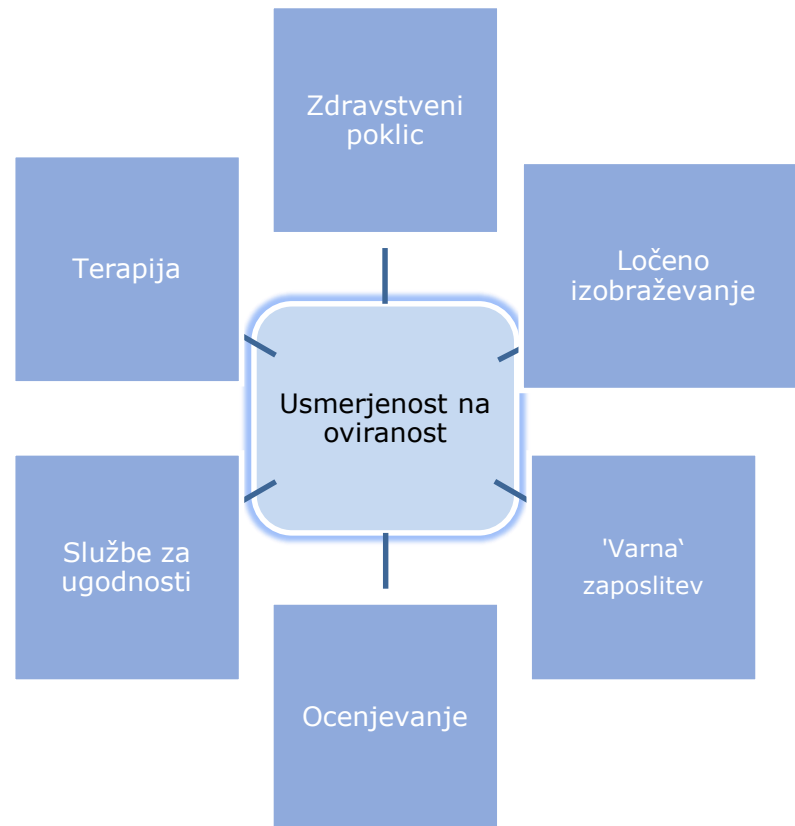 Zdravstveni
poklic
Terapija
Ločeno
izobraževanje
Usmerjenost na
oviranost
Službe za
ugodnosti
'Varna‘
zaposlitev
Ocenjevanje